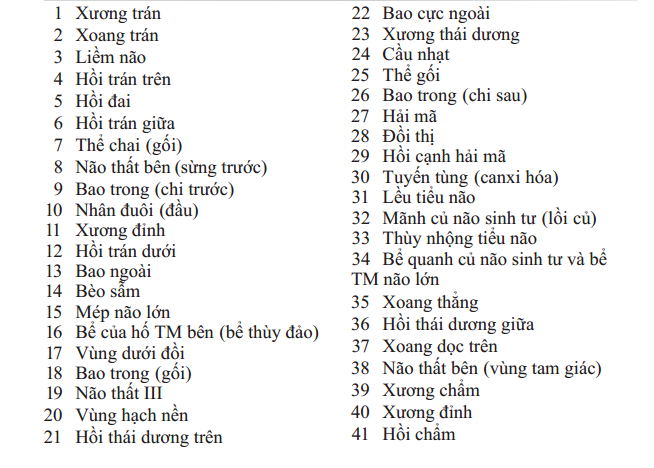 1 Xương trán
2 Xoang trán
3 Liềm não
4 Hồi trán trên
5 Hồi đai
6 Hồi trán giữa
7 Thể chai (gối)
8 Não thất bên (sừng trước)
9 Bao trong (chi trước)
10 Nhân đuôi (đầu)
11 Xương đỉnh
12 Hồi trán dưới
13 Bao ngoài
14 Bèo sẫm
15 Mép não lớn
16 Bể của hố TM bên (bể thùy đảo)
17 Vùng dưới đồi
18 Bao trong (gối)
19 Não thất III
20 Vùng hạch nền
21 Hồi thái dương trên
22 Bao cực ngoài
23 Xương thái dương
24 Cầu nhạt
25 Thể gối
26 Bao trong (chi sau)
27 Hải mã
28 Đồi thị
29 Hồi cạnh hải mã
30 Tuyến tùng (canxi hóa)
31 Lều tiểu não
32 Mãnh củ não sinh tư (lồi củ)
33 Thùy nhộng tiểu não
34 Bể quanh củ não sinh tư và bể
TM não lớn
35 Xoang thẳng
36 Hồi thái dương giữa
37 Xoang dọc trên
38 Não thất bên (vùng tam giác)
39 Xương chẩm
40 Xương đỉnh
41 Hồi chẩm